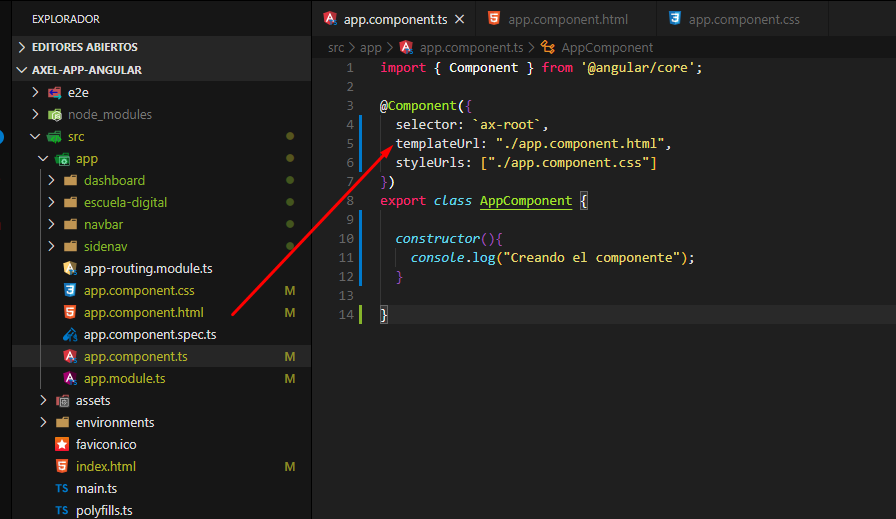 EXPLORADOR
EDITORES ABIERTOS
AXEL-APP-ANGULAR
e2e
node_modules
src
app
dashboard
escuela-digital
navbar
sidenav
app-routing.module.ts
app.component.css M
app.component.html M
app.component.spec.ts
app.component.ts M
app.module.ts M
assets
environments
favicon.ico
index.html M
TS main.ts
TS polyfills.ts
app.component.ts × app.component.html app.component.css
src > app > app.component.ts > AppComponent
1 import { Component } from '@angular/core';
2
3 @Component({
4 selector: `ax-root`,
5 templateUrl: "./app.component.html",
6 styleUrls: ["./app.component.css"]
7 })
8 export class AppComponent {
9
10 constructor(){
11 console.log("Creando el componente");
12 }
13
14 }